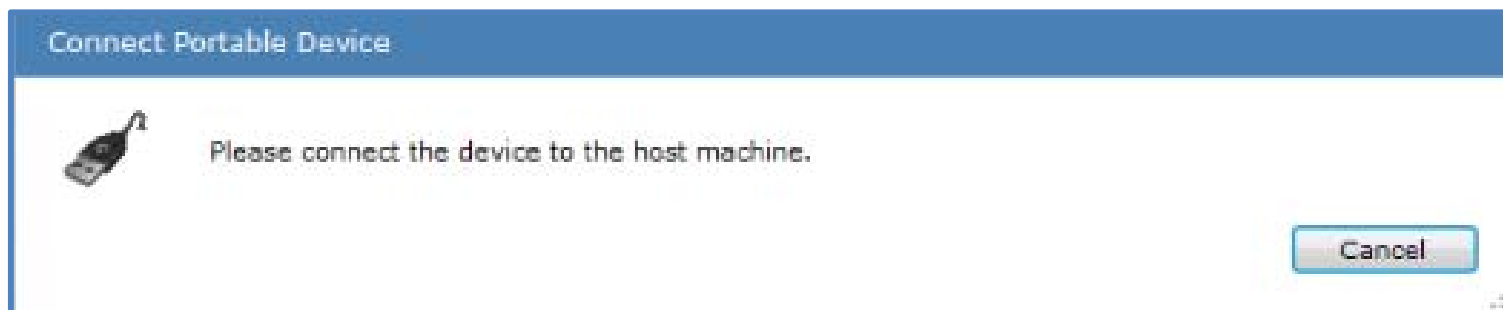 Connect Portable Device
Please connect the device to the host machine.
Cancel